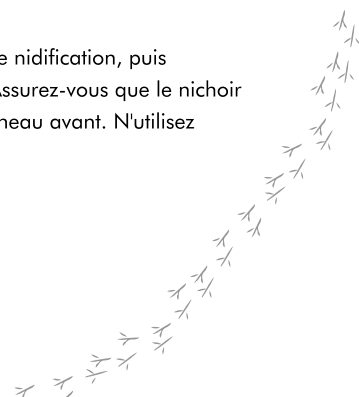 e nidification, puis
Assurez-vous que le nichoir
neau avant. N'utilisez